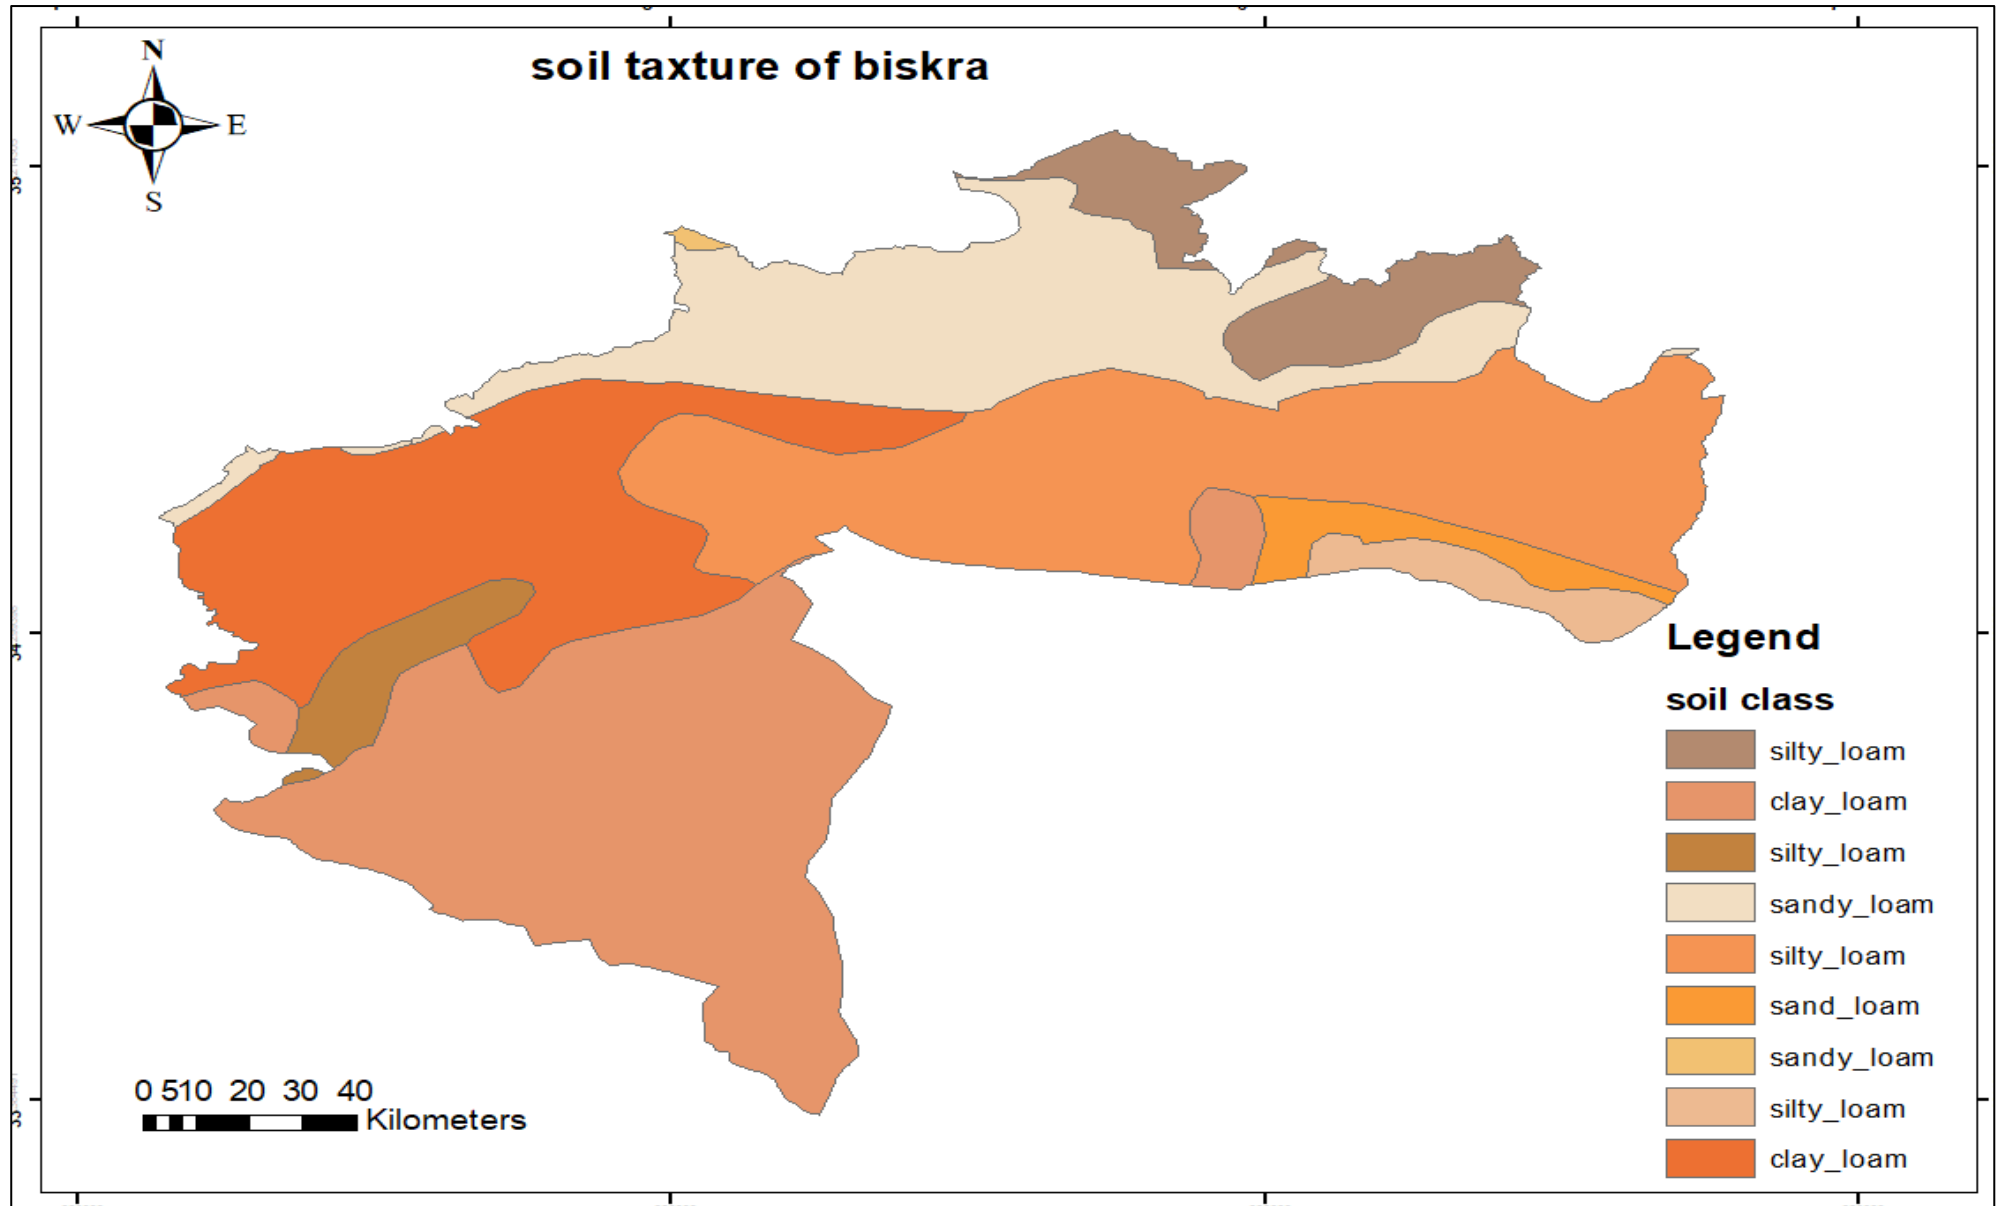 soil taxture of biskra
N
W E
S
Legend
soil class
silty_loam
clay_loam
silty_loam
sandy_loam
silty_loam
sand_loam
sandy_loam
silty_loam
clay_loam
0 510 20 30 40
Kilometers